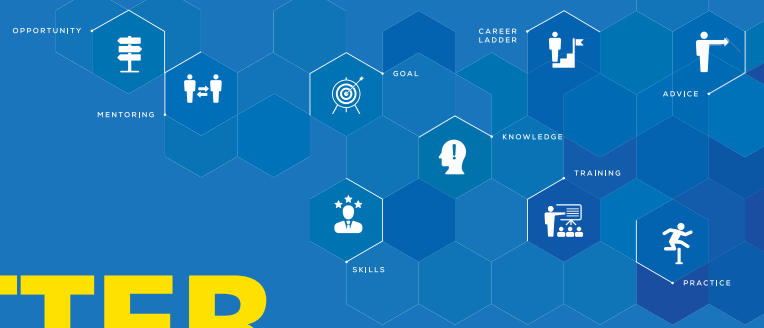 OPPORTUNITY
CAREER
LADDER
GOAL
ADVICE
MENTORING
KNOWLEDGE
TRAINING
SKILLS
PRACTICE